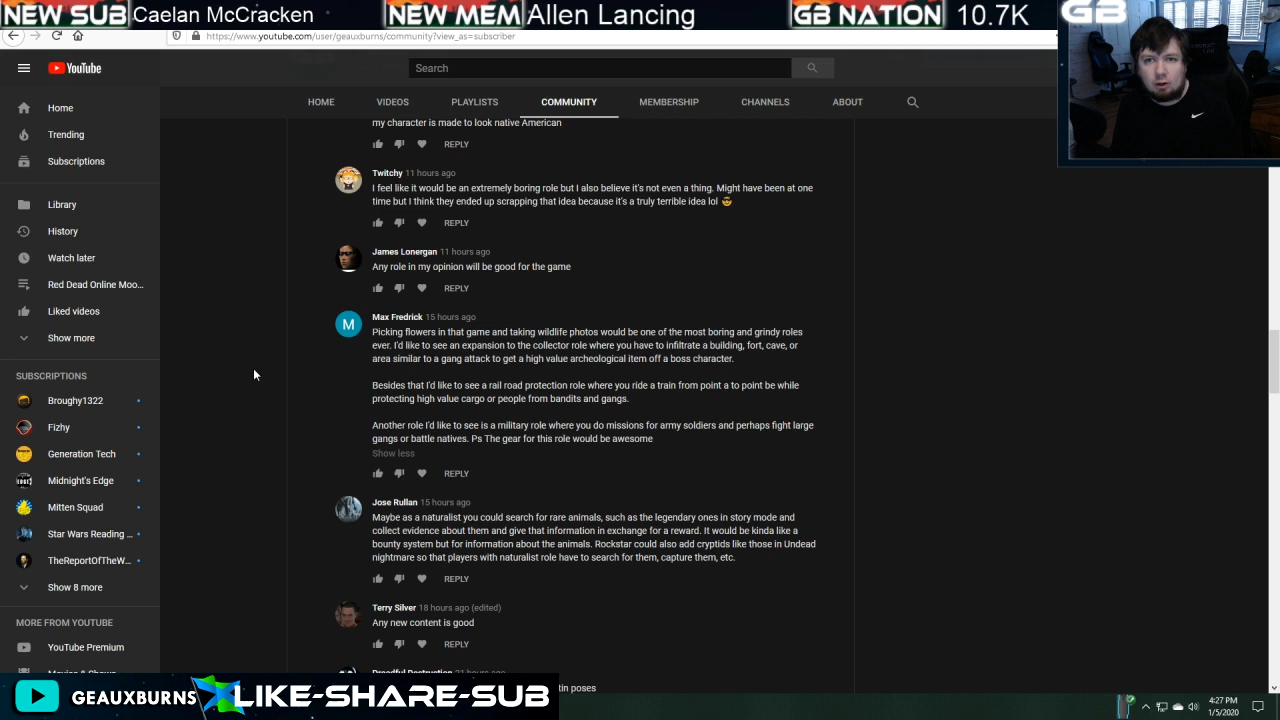 NEW SUB Caelan McCracken NEW MEM Allen Lancing GB NATION 10.7K GB
https://www.youtube.com/user/geauxburns/community?view_as=subscriber
YouTube
Search
HOME VIDEOS PLAYLISTS COMMUNITY MEMBERSHIP CHANNELS ABOUT
Home
Trending
Subscriptions
Library
History
Watch later
Red Dead Online Moo...
Liked videos
Show more
SUBSCRIPTIONS
Broughy1322
Fizhy
Generation Tech
Midnight's Edge
Mitten Squad
Star Wars Reading ...
TheReportOfTheW...
Show 8 more
MORE FROM YOUTUBE
YouTube Premium
my character is made to look native American
REPLY
Twitchy 11 hours ago
I feel like it would be an extremely boring role but I also believe it's not even a thing. Might have been at one
time but I think they ended up scrapping that idea because it's a truly terrible idea lol 😎
REPLY
James Lonergan 11 hours ago
Any role in my opinion will be good for the game
REPLY
M
Max Fredrick 15 hours ago
Picking flowers in that game and taking wildlife photos would be one of the most boring and grindy roles
ever. I'd like to see an expansion to the collector role where you have to infiltrate a building, fort, cave, or
area similar to a gang attack to get a high value archeological item off a boss character.
Besides that I'd like to see a rail road protection role where you ride a train from point a to point be while
protecting high value cargo or people from bandits and gangs.
Another role I'd like to see is a military role where you do missions for army soldiers and perhaps fight large
gangs or battle natives. Ps The gear for this role would be awesome
Show less
REPLY
Jose Rullan 15 hours ago
Maybe as a naturalist you could search for rare animals, such as the legendary ones in story mode and
collect evidence about them and give that information in exchange for a reward. It would be kinda like a
bounty system but for information about the animals. Rockstar could also add cryptids like those in Undead
nightmare so that players with naturalist role have to search for them, capture them, etc.
REPLY
Terry Silver 18 hours ago (edited)
Any new content is good
REPLY
Dreadful Destruction 21 hours ago
tin poses
GEAUXBURNS LIKE-SHARE-SUB
4:27 PM
1/5/2020